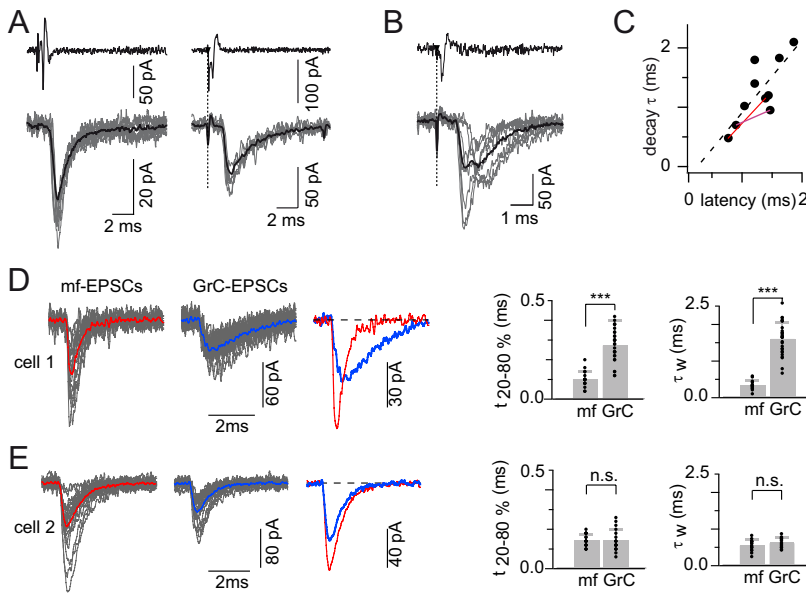 A
50 pA
100 pA
20 pA
2 ms
50 pA
2 ms
B
50 pA
1 ms
C
decay τ (ms)
2
1
0
0 latency (ms) 2
D
mf-EPSCs
GrC-EPSCs
cell 1
60 pA
2ms
30 pA
t 20-80 % (ms)
0.5
0.0
***
mf GrC
τ w (ms)
2.5
0.0
***
mf GrC
E
cell 2
80 pA
2ms
40 pA
t 20-80 % (ms)
0.5
0.0
n.s.
mf GrC
τ w (ms)
2.5
0.0
n.s.
mf GrC